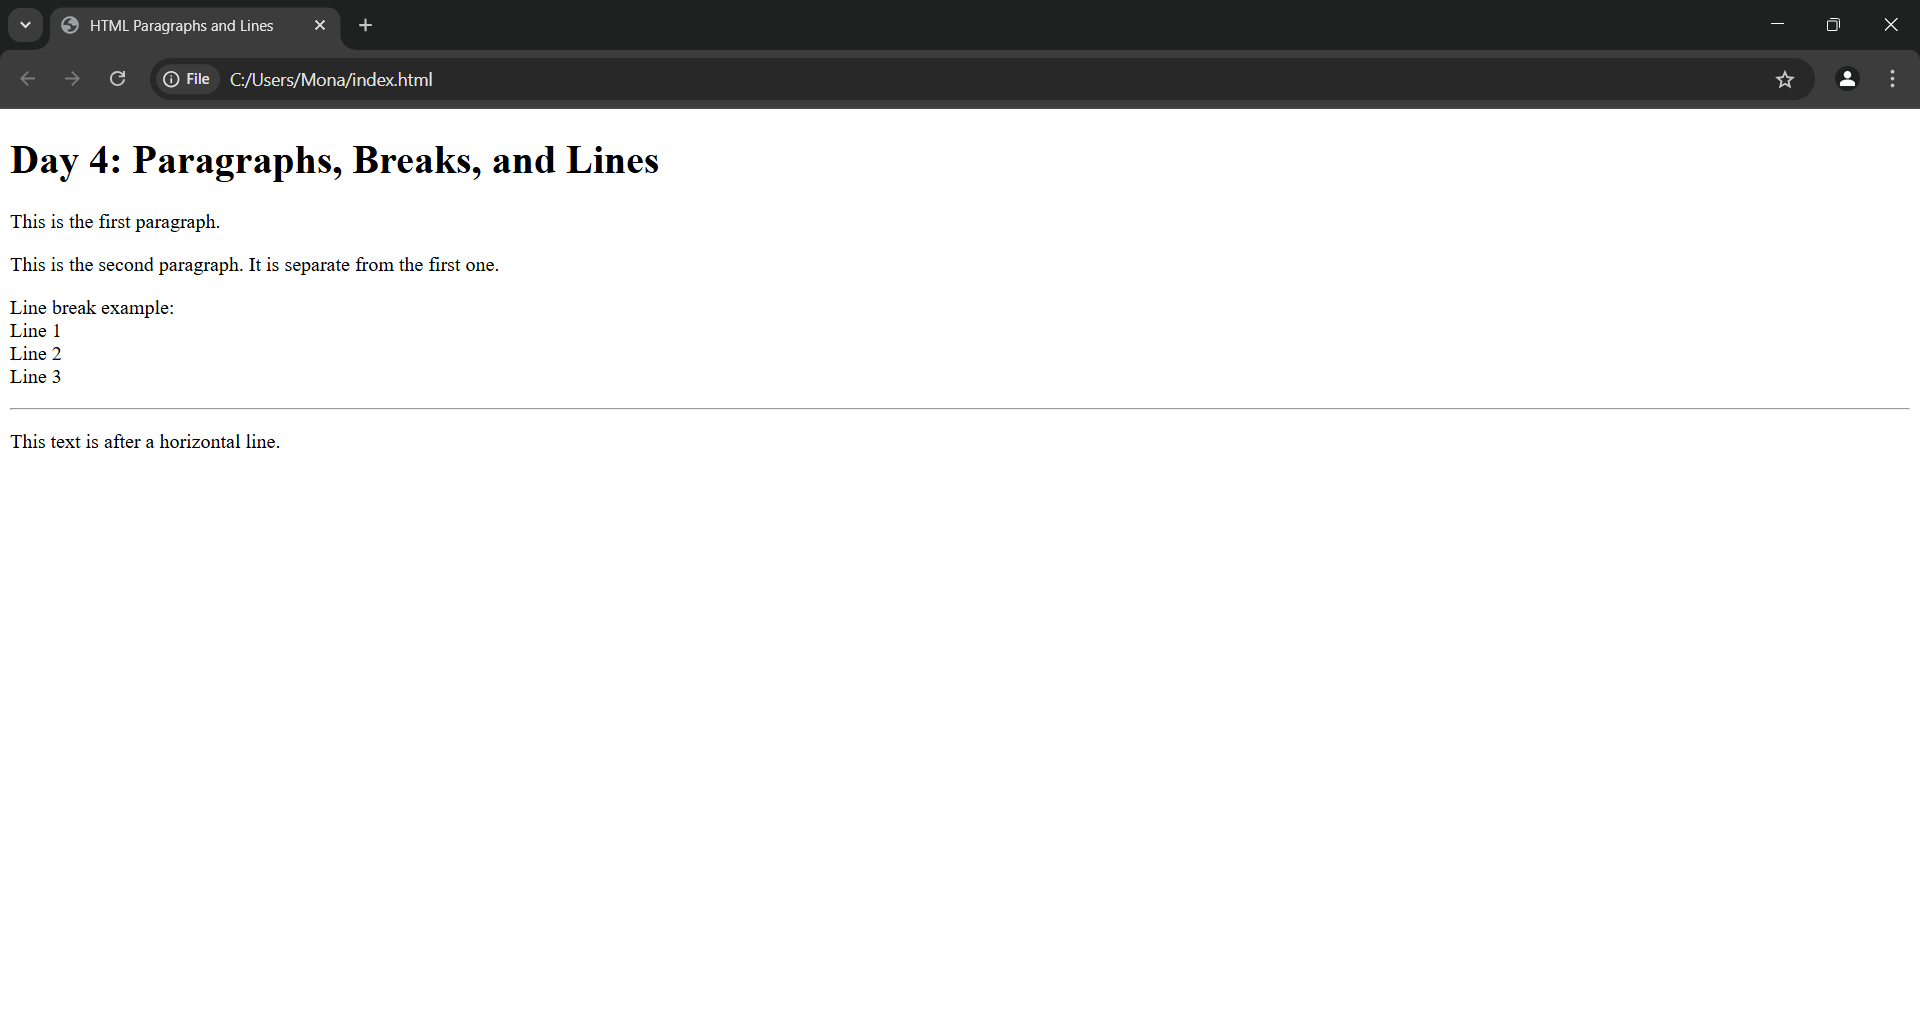 HTML Paragraphs and Lines
File C:/Users/Mona/index.html
Day 4: Paragraphs, Breaks, and Lines
This is the first paragraph.
This is the second paragraph. It is separate from the first one.
Line break example:
Line 1
Line 2
Line 3
This text is after a horizontal line.